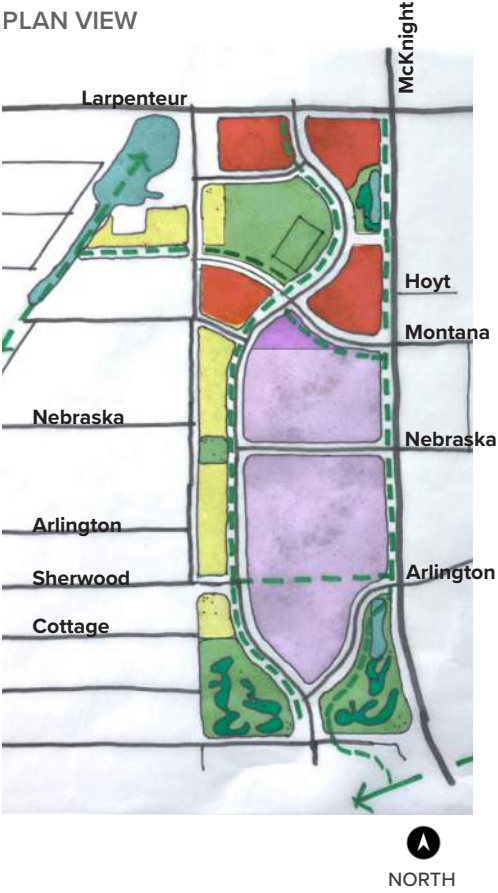 PLAN VIEW
McKnight
Larpenteur
Hoyt
Montana
Nebraska
Nebraska
Arlington
Sherwood
Arlington
Cottage
NORTH